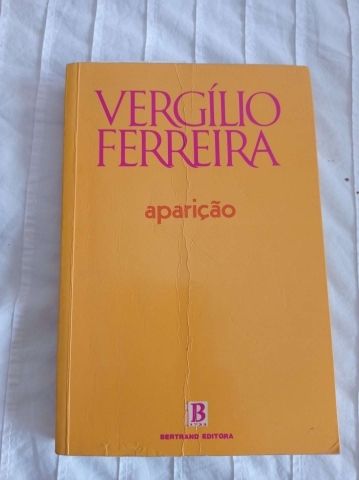 VERGÍLIO
FERREIRA
aparição
B
BERTRAND EDITORA